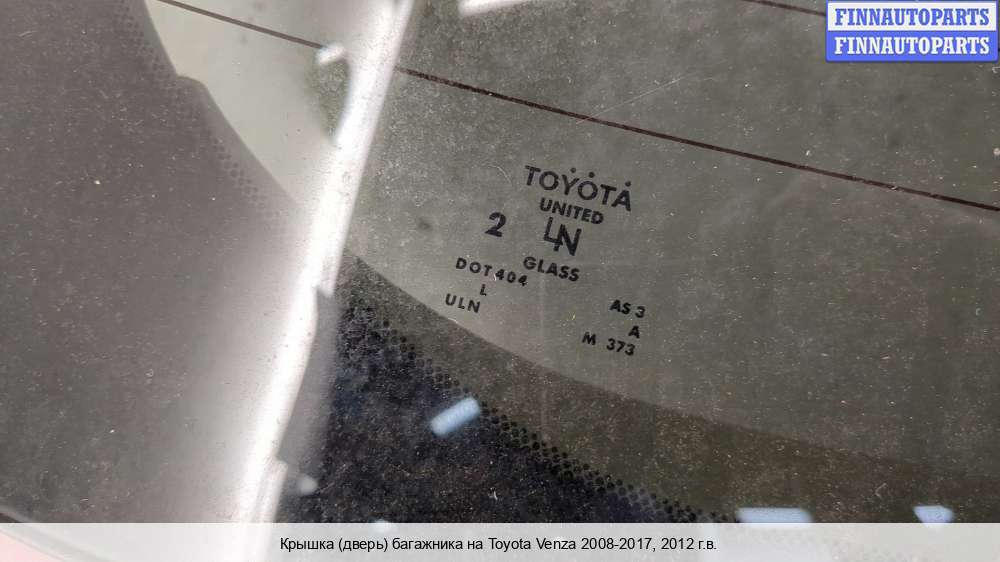 FINNAUTOPARTS
FINNAUTOPARTS
TOYOTA
UNITED
2 LN
GLASS
DOT 404
L
ULN
AS 3
A
M 373
Крышка (дверь) багажника на Toyota Venza 2008-2017, 2012 г.в.